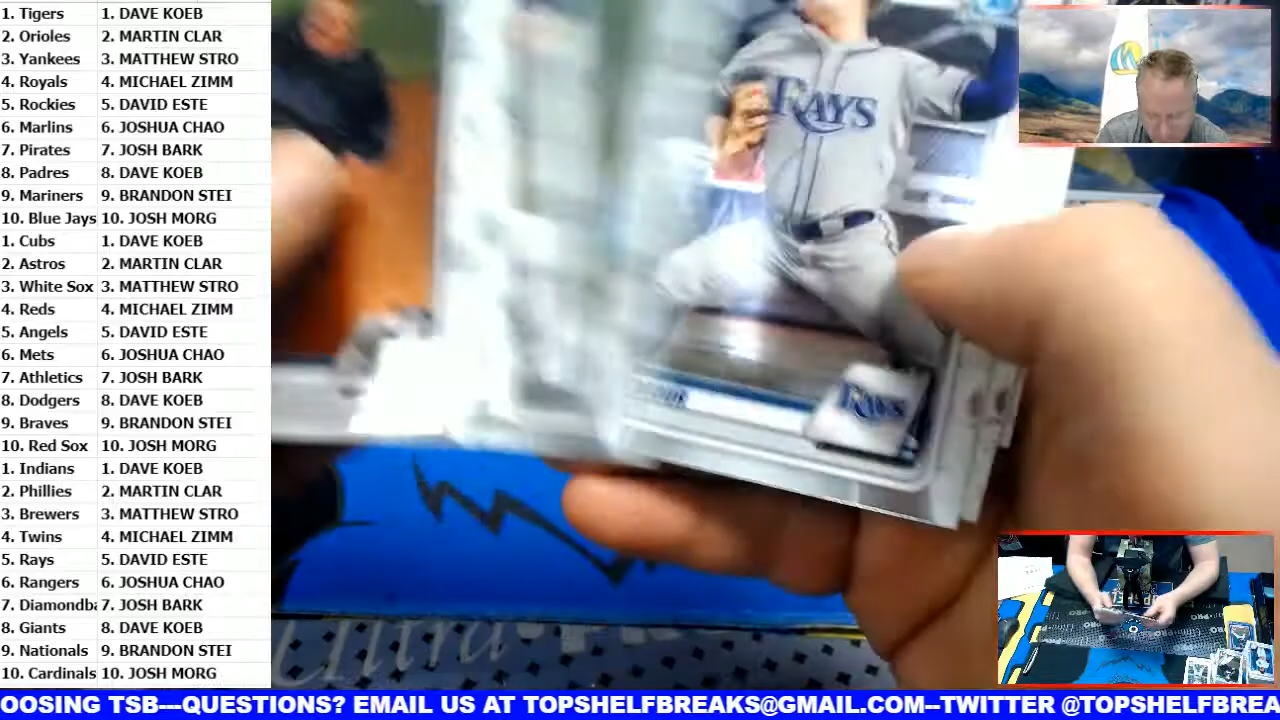 1. Tigers 1. DAVE KOEB
2. Orioles 2. MARTIN CLAR
3. Yankees 3. MATTHEW STRO
4. Royals 4. MICHAEL ZIMM
5. Rockies 5. DAVID ESTE
6. Marlins 6. JOSHUA CHAO
7. Pirates 7. JOSH BARK
8. Padres 8. DAVE KOEB
9. Mariners 9. BRANDON STEI
10. Blue Jays 10. JOSH MORG
1. Cubs 1. DAVE KOEB
2. Astros 2. MARTIN CLAR
3. White Sox 3. MATTHEW STRO
4. Reds 4. MICHAEL ZIMM
5. Angels 5. DAVID ESTE
6. Mets 6. JOSHUA CHAO
7. Athletics 7. JOSH BARK
8. Dodgers 8. DAVE KOEB
9. Braves 9. BRANDON STEI
10. Red Sox 10. JOSH MORG
1. Indians 1. DAVE KOEB
2. Phillies 2. MARTIN CLAR
3. Brewers 3. MATTHEW STRO
4. Twins 4. MICHAEL ZIMM
5. Rays 5. DAVID ESTE
6. Rangers 6. JOSHUA CHAO
7. Diamondba 7. JOSH BARK
8. Giants 8. DAVE KOEB
9. Nationals 9. BRANDON STEI
10. Cardinals 10. JOSH MORG
RAYS
RAYS
Ultra PRO
OOSING TSB---QUESTIONS? EMAIL US AT TOPSHELFBREAKS@GMAIL.COM--TWITTER @TOPSHELFBREA